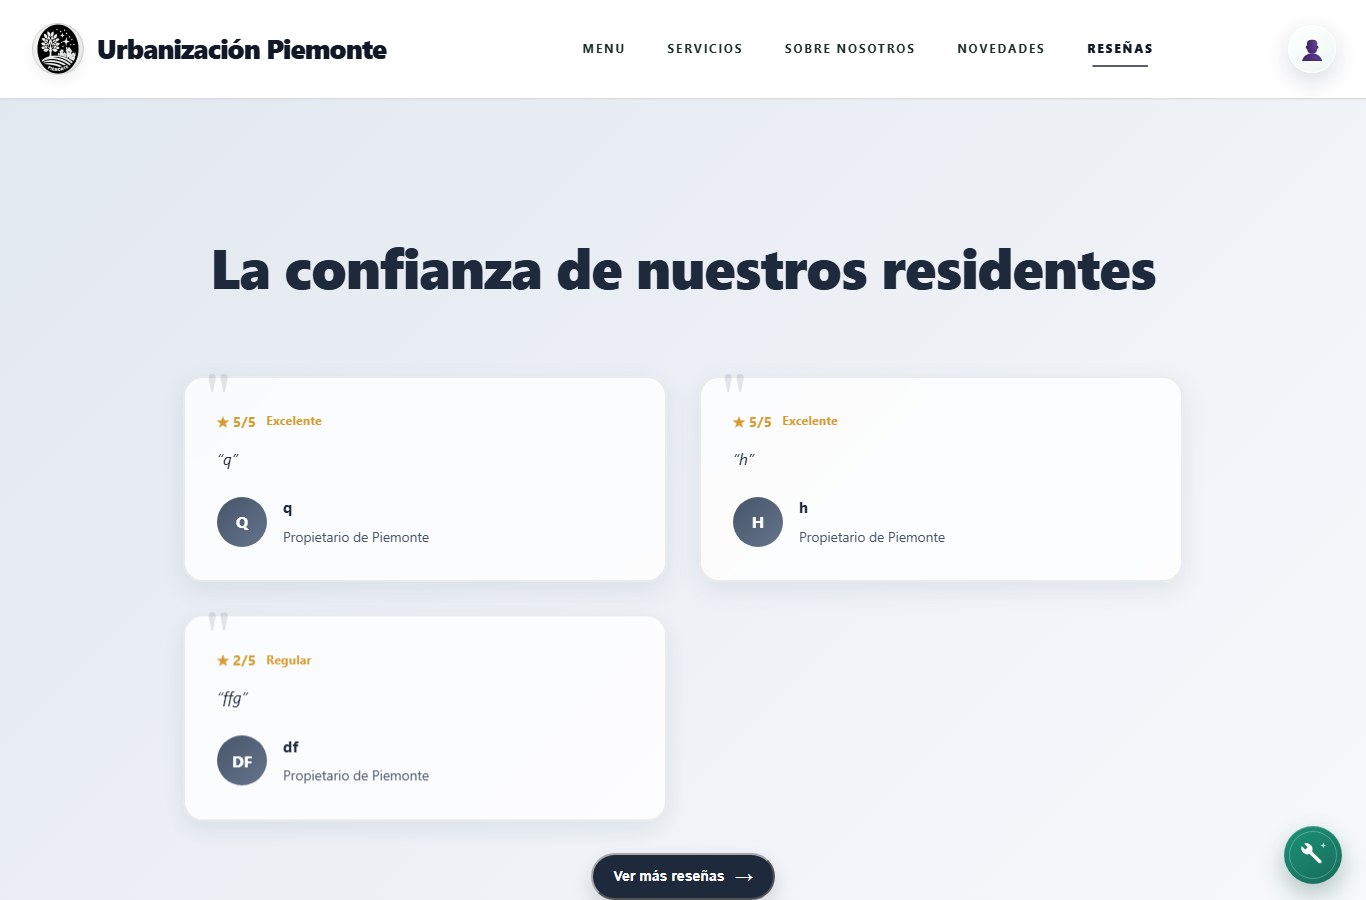 Urbanización Piemonte
MENU
SERVICIOS
SOBRE NOSOTROS
NOVEDADES
RESEÑAS
La confianza de nuestros residentes
"
★ 5/5 Excelente
“q”
Q
q
Propietario de Piemonte
"
★ 5/5 Excelente
“h”
H
h
Propietario de Piemonte
"
★ 2/5 Regular
“ffg”
DF
df
Propietario de Piemonte
Ver más reseñas →